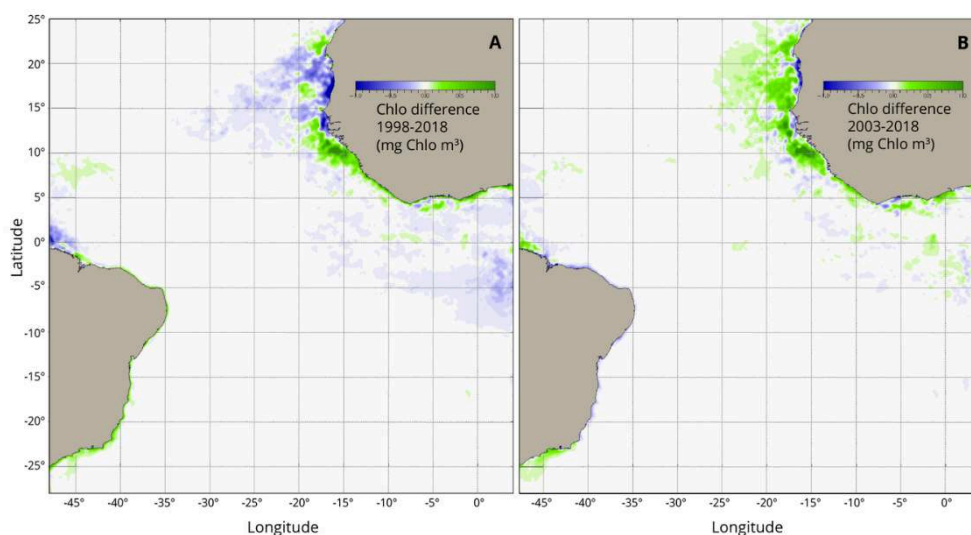 A
B
Chlo difference
1998-2018
(mg Chlo m³)
Chlo difference
2003-2018
(mg Chlo m³)
Latitude
25°
20°
15°
10°
5°
0°
-5°
-10°
-15°
-20°
-25°
-45° -40° -35° -30° -25° -20° -15° -10° -5° 0°
-45° -40° -35° -30° -25° -20° -15° -10° -5° 0°
Longitude
Longitude